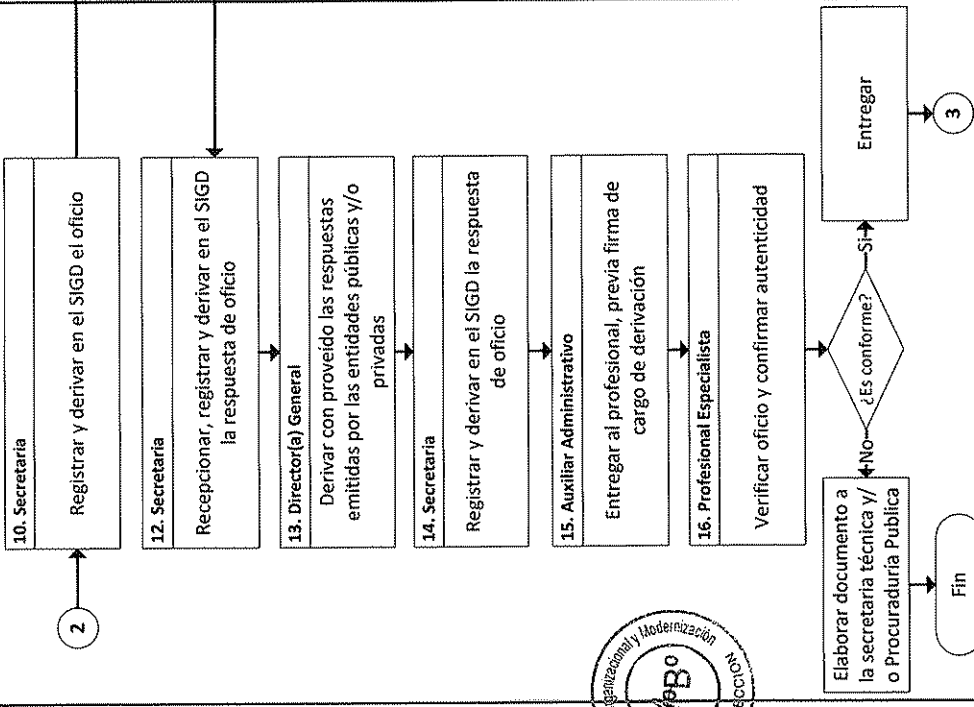 2
10. Secretaria
Registrar y derivar en el SIGD el oficio
12. Secretaria
Recepcionar, registrar y derivar en el SIGD
la respuesta de oficio
13. Director(a) General
Derivar con proveído las respuestas
emitidas por las entidades públicas y/o
privadas
14. Secretaria
Registrar y derivar en el SIGD la respuesta
de oficio
15. Auxiliar Administrativo
Entregar al profesional, previa firma de
cargo de derivación
16. Profesional Especialista
Verificar oficio y confirmar autenticidad
¿Es conforme?
No
Si
Elaborar documento a
la secretaria técnica y/
o Procuraduría Publica
Fin
Entregar
3
y Modernización